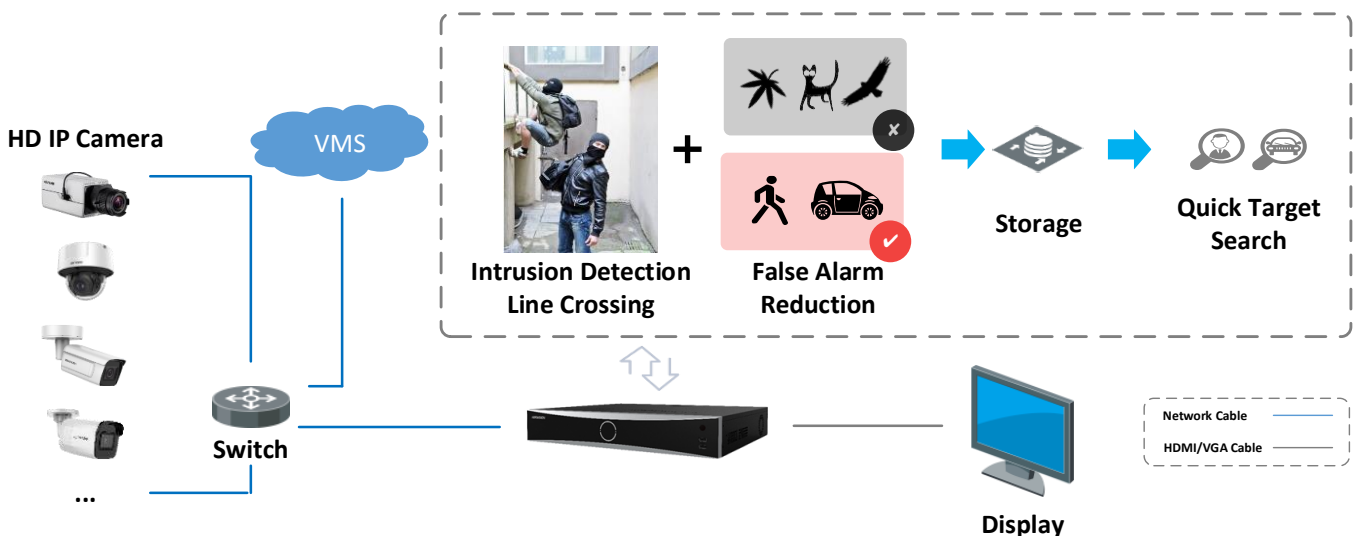 HD IP Camera
VMS
Intrusion Detection
Line Crossing
+
False Alarm
Reduction
Storage
Quick Target
Search
Switch
...
Display
Network Cable
HDMI/VGA Cable